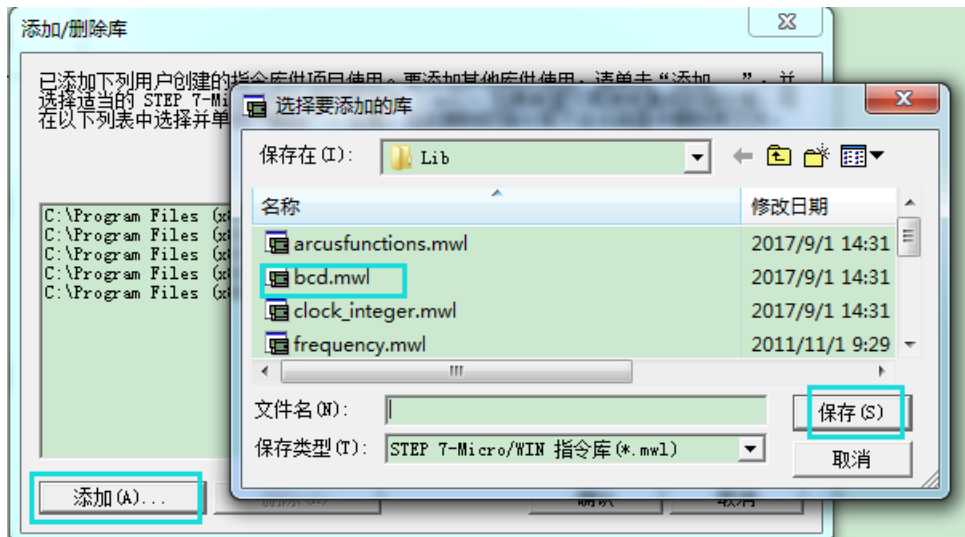 添加/删除库
已添加下列用户创建的指令库供项目使用。要添加其他库供使用，请单击“添加...”，并
选择适当的 STEP 7-Mi
在以下列表中选择并单
C:\Program Files (x
C:\Program Files (x
C:\Program Files (x
C:\Program Files (x
C:\Program Files (x
添加(A)...
选择要添加的库
保存在(I):
Lib
名称
修改日期
arcusfunctions.mwl
2017/9/1 14:31
bcd.mwl
2017/9/1 14:31
clock_integer.mwl
2017/9/1 14:31
frequency.mwl
2011/11/1 9:29
文件名(N):
保存(S)
保存类型(T):
STEP 7-Micro/WIN 指令库(*.mwl)
取消